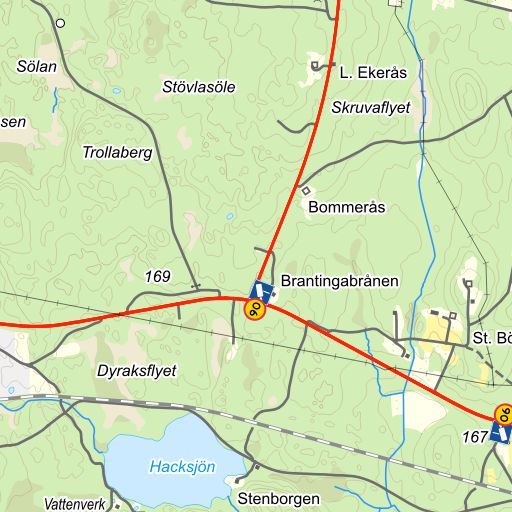 Sölan
Stövlasöle
L. Ekerås
Skruvaflyet
sen
Trollaberg
Bommerås
169
Brantingabrånen
90
St. Bö
Dyraksflyet
90
167
Hacksjön
Stenborgen
Vattenverk